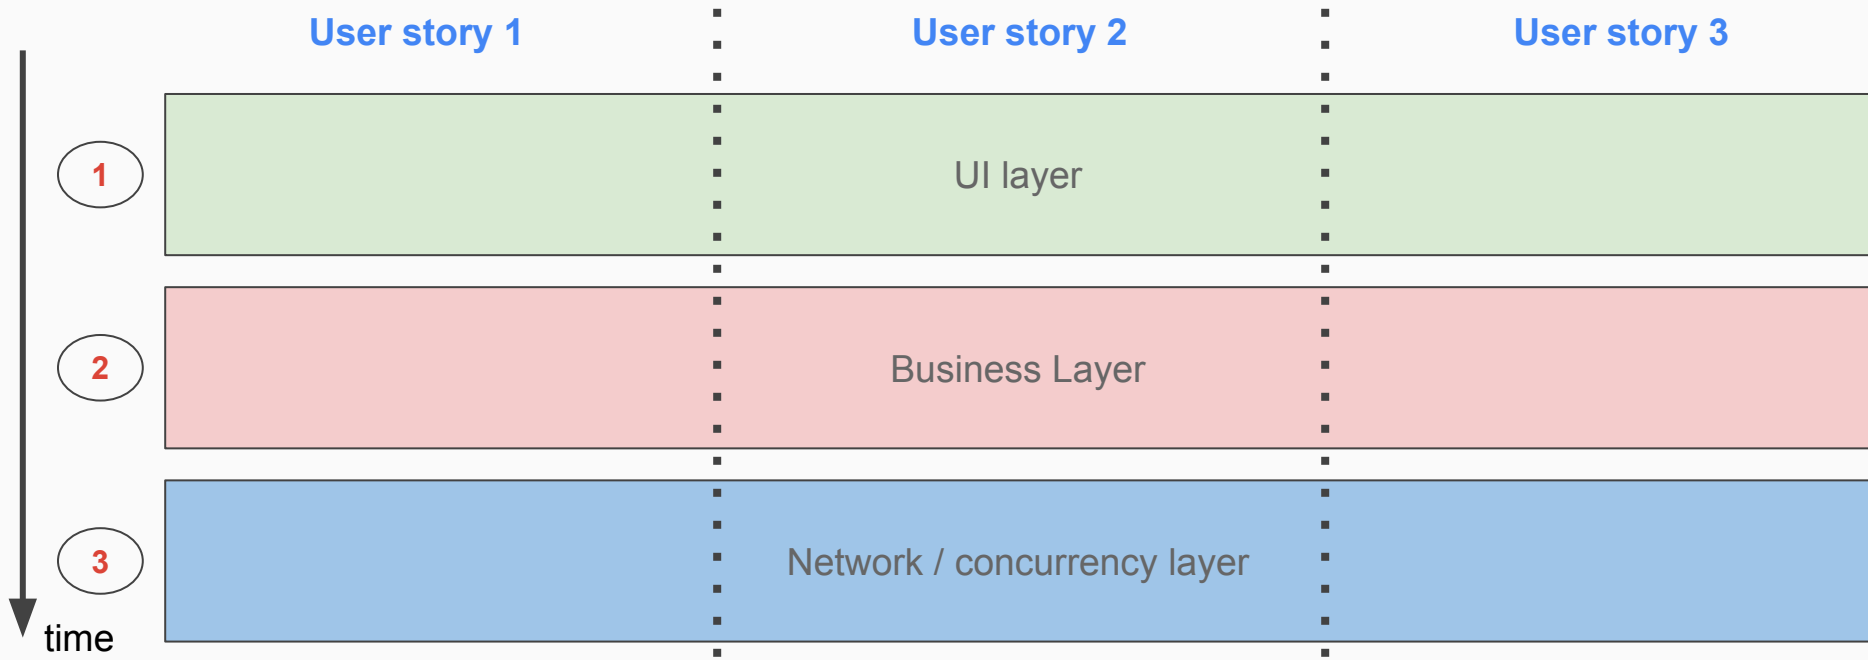 User story 1
User story 2
User story 3
1
UI layer
2
Business Layer
3
Network / concurrency layer
time